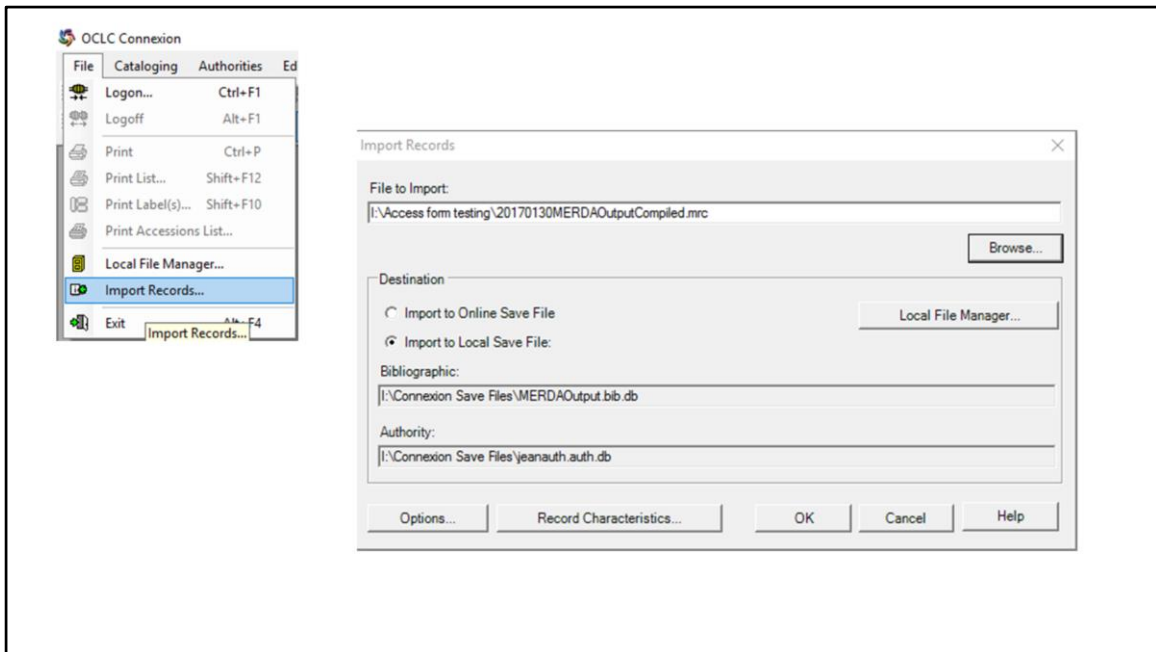 OCLC Connexion
File Cataloging Authorities Ed
Logon... Ctrl+F1
Logoff Alt+F1
Print Ctrl+P
Print List... Shift+F12
Print Label(s)... Shift+F10
Print Accessions List...
Local File Manager...
Import Records...
Exit Alt+F4
Import Records...
Import Records
File to Import:
I:\Access form testing\20170130MERDAOutputCompiled.mrc
Browse...
Destination
Import to Online Save File
Local File Manager...
Import to Local Save File:
Bibliographic:
I:\Connexion Save Files\MERDAOutput.bib.db
Authority:
I:\Connexion Save Files\jeanauth.auth.db
Options... Record Characteristics... OK Cancel Help